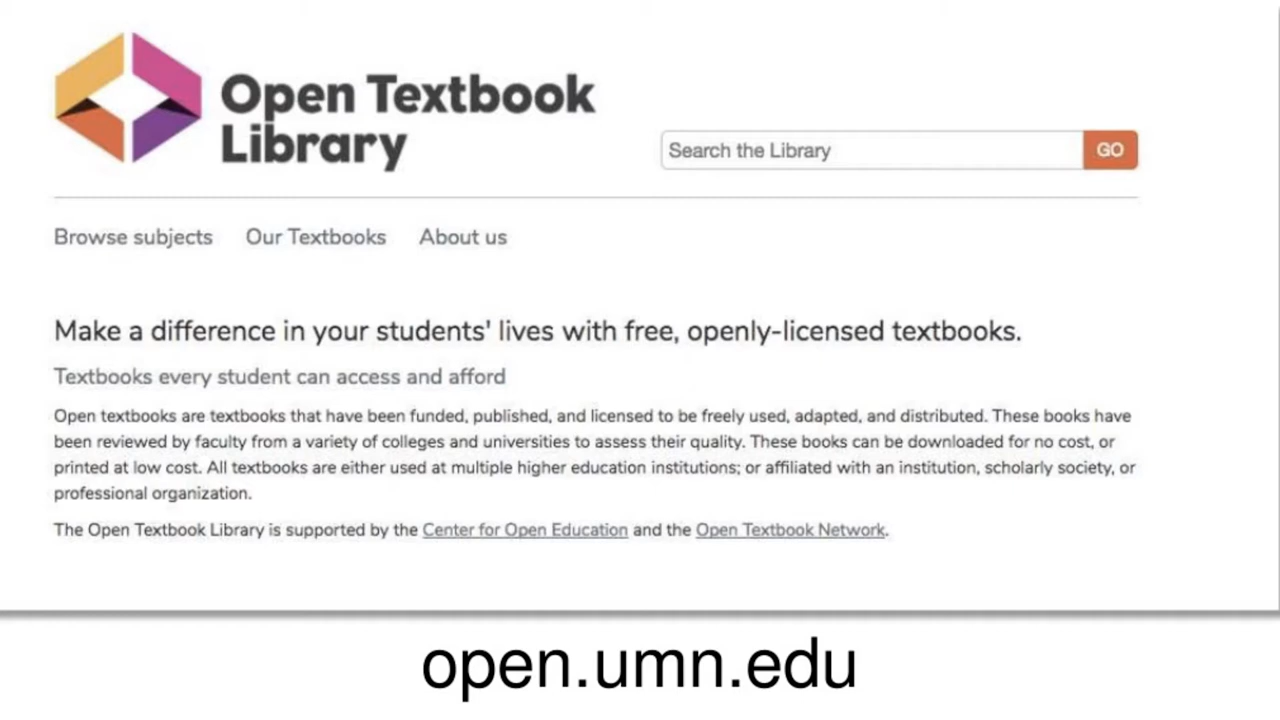 Open Textbook
Library
Search the Library
GO
Browse subjects
Our Textbooks
About us
Make a difference in your students' lives with free, openly-licensed textbooks.
Textbooks every student can access and afford
Open textbooks are textbooks that have been funded, published, and licensed to be freely used, adapted, and distributed. These books have
been reviewed by faculty from a variety of colleges and universities to assess their quality. These books can be downloaded for no cost, or
printed at low cost. All textbooks are either used at multiple higher education institutions; or affiliated with an institution, scholarly society, or
professional organization.
The Open Textbook Library is supported by the Center for Open Education and the Open Textbook Network.
open.umn.edu